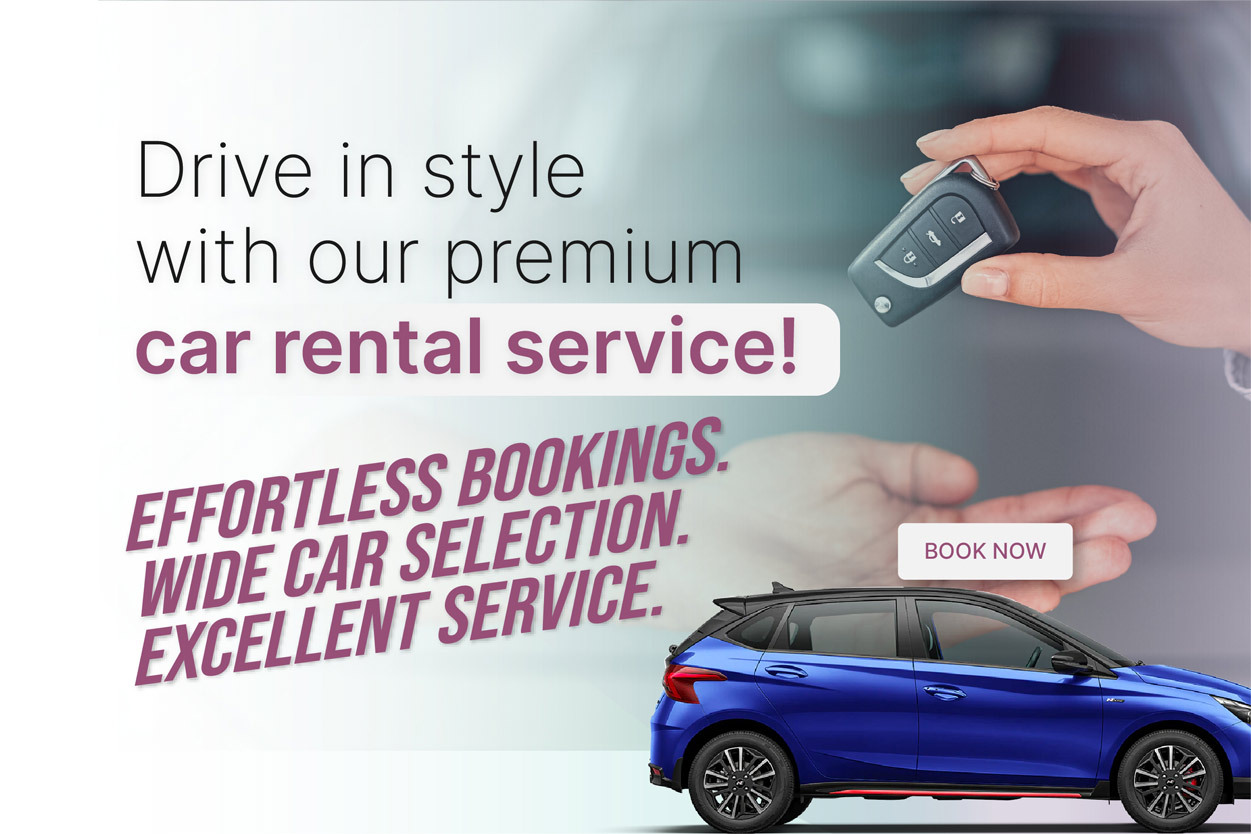 Drive in style
with our premium
car rental service!
EFFORTLESS BOOKINGS.
WIDE CAR SELECTION.
EXCELLENT SERVICE.
BOOK NOW